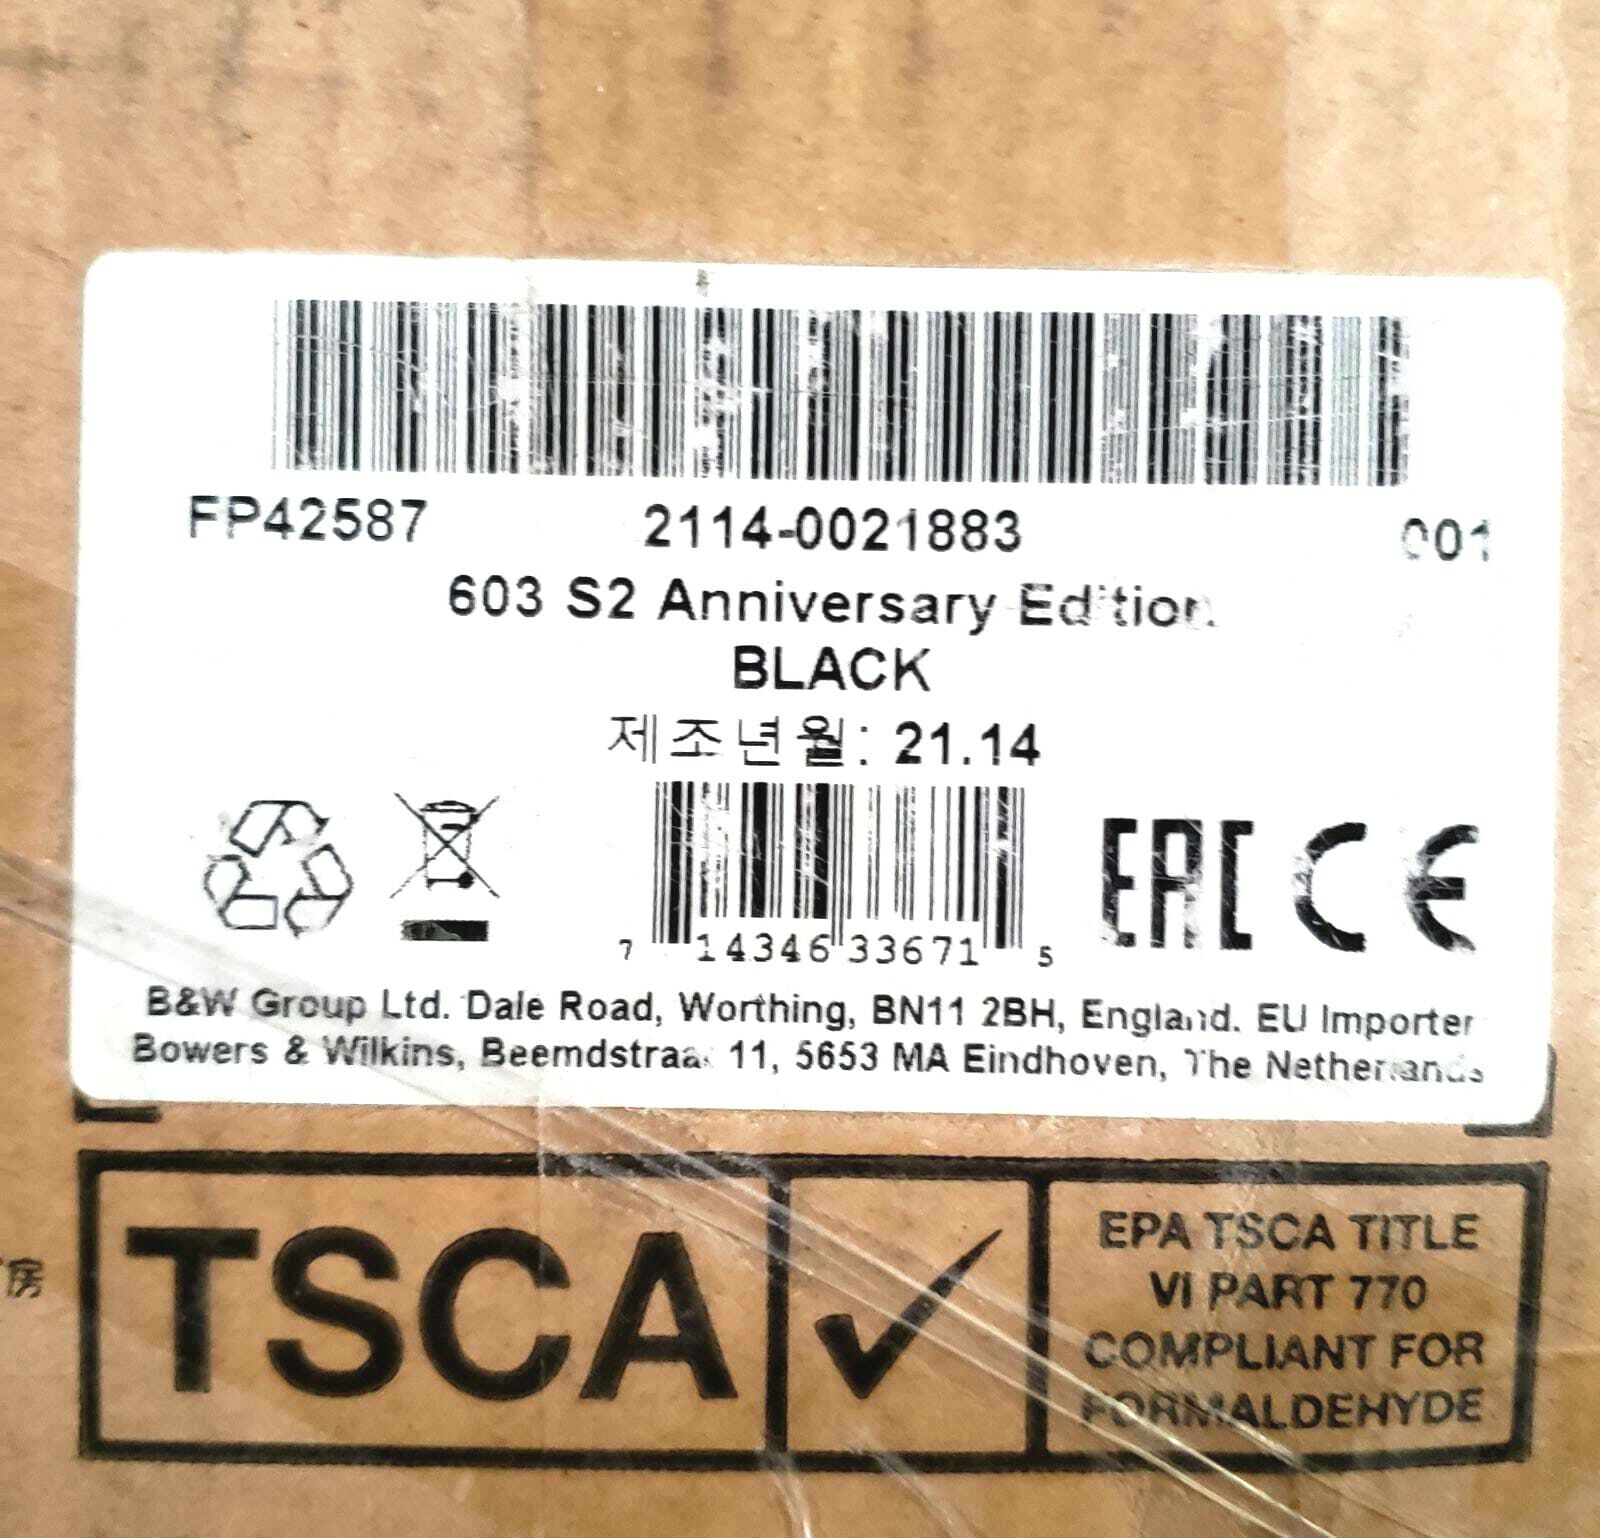 FP42587 2114-0021883 001
603 S2 Anniversary Edition
BLACK
제조년월: 21.14
7 14346 33671 5
EAC CE
B&W Group Ltd. Dale Road, Worthing, BN11 2BH, England. EU Importer
Bowers & Wilkins, 11, 5653 MA Eindhoven, The Netherlands
TSCA
EPA TSCA TITLE
VI PART 770
COMPLIANT FOR
FORMALDEHYDE
房